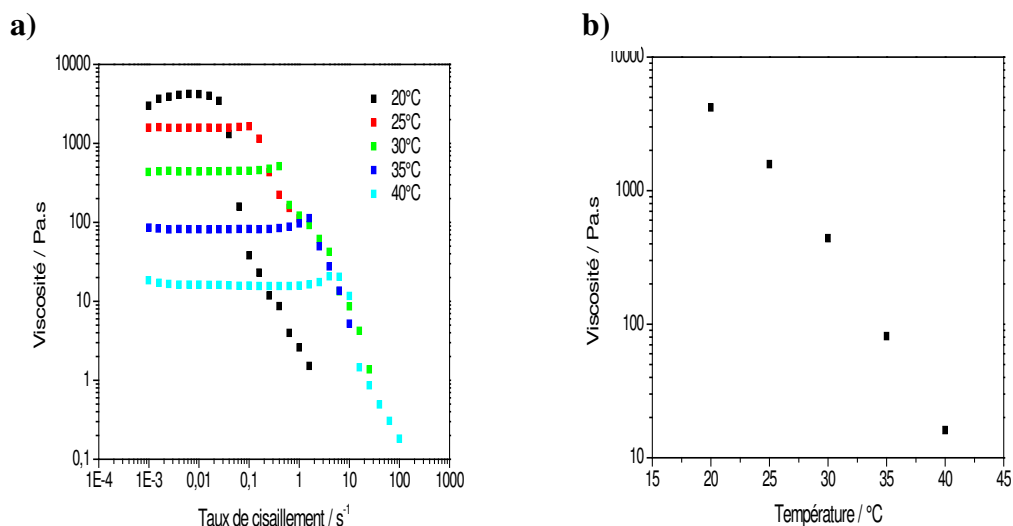 a)
10000
1000
100
10
1
0,1
1E-4 1E-3 0,01 0,1 1 10 100 1000
Viscosité / Pa.s
Taux de cisaillement / s-1
20°C
25°C
30°C
35°C
40°C
b)
10000
1000
100
10
15 20 25 30 35 40 45
Viscosité / Pa.s
Température / °C